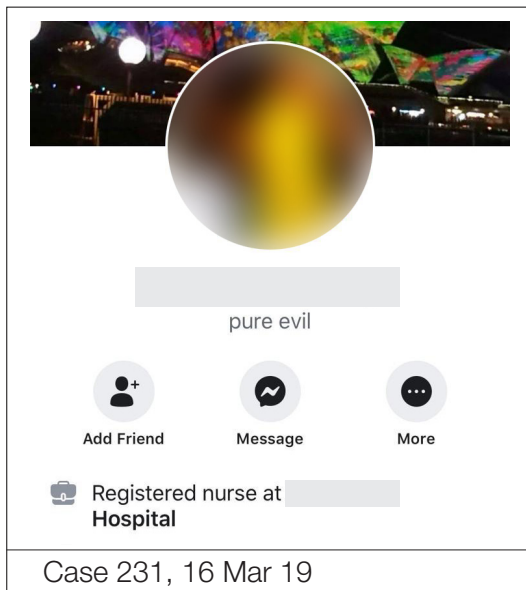 pure evil
Add Friend
Message
More
Registered nurse at
Hospital
Case 231, 16 Mar 19